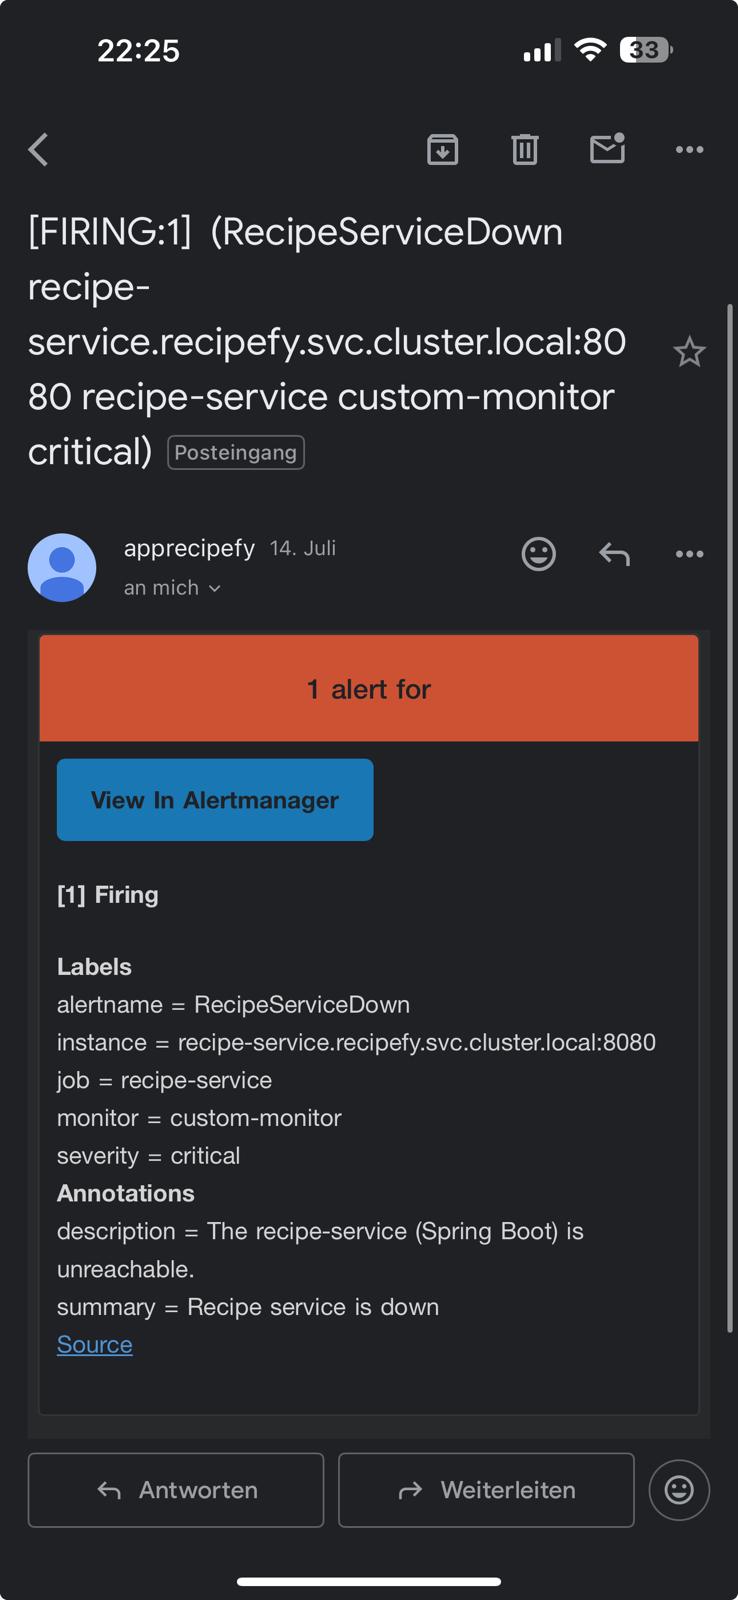 22:25
33
[FIRING:1] (RecipeServiceDown
recipe-
service.recipefy.svc.cluster.local:80
80 recipe-service custom-monitor
critical) Posteingang
apprecipefy 14. Juli
an mich
1 alert for
View In Alertmanager
[1] Firing
Labels
alertname = RecipeServiceDown
instance = recipe-service.recipefy.svc.cluster.local:8080
job = recipe-service
monitor = custom-monitor
severity = critical
Annotations
description = The recipe-service (Spring Boot) is
unreachable.
summary = Recipe service is down
Source
Antworten
Weiterleiten